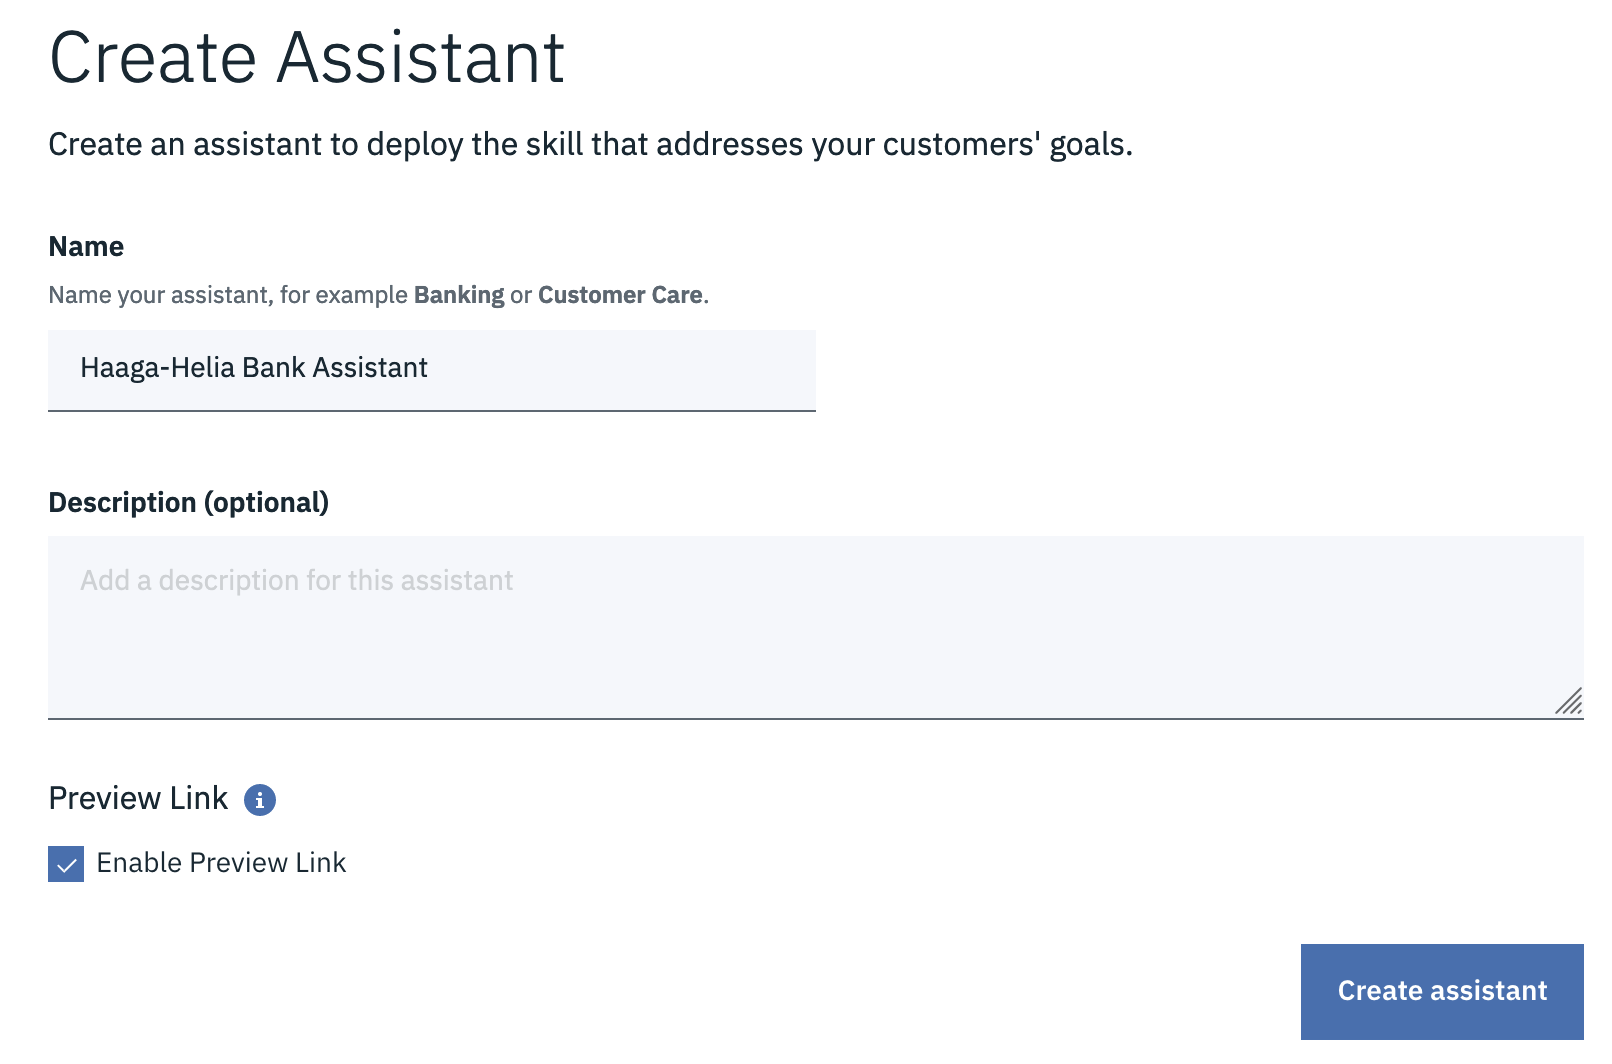 Create Assistant
Create an assistant to deploy the skill that addresses your customers' goals.
Name
Name your assistant, for example Banking or Customer Care.
Haaga-Helia Bank Assistant
Description (optional)
Add a description for this assistant
Preview Link
Enable Preview Link
Create assistant